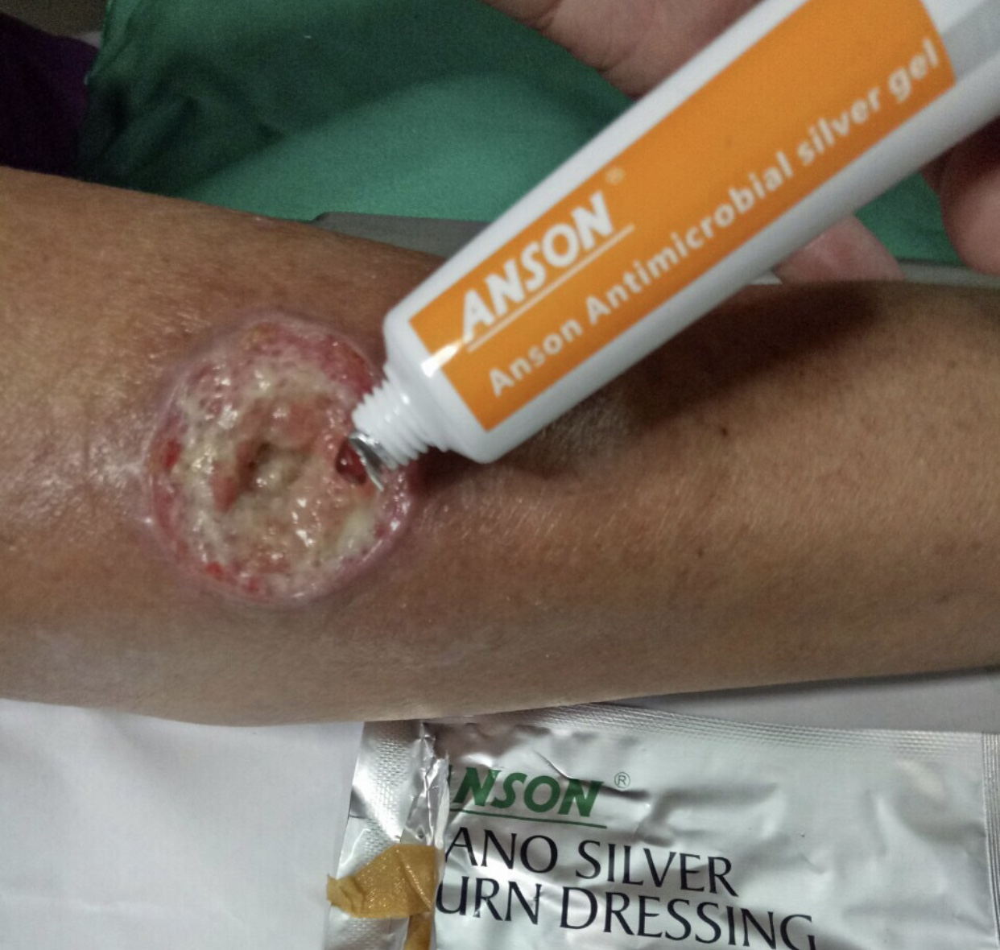 ANSON®
Anson Antimicrobial silver gel
NSON®
ANO SILVER
URN DRESSING